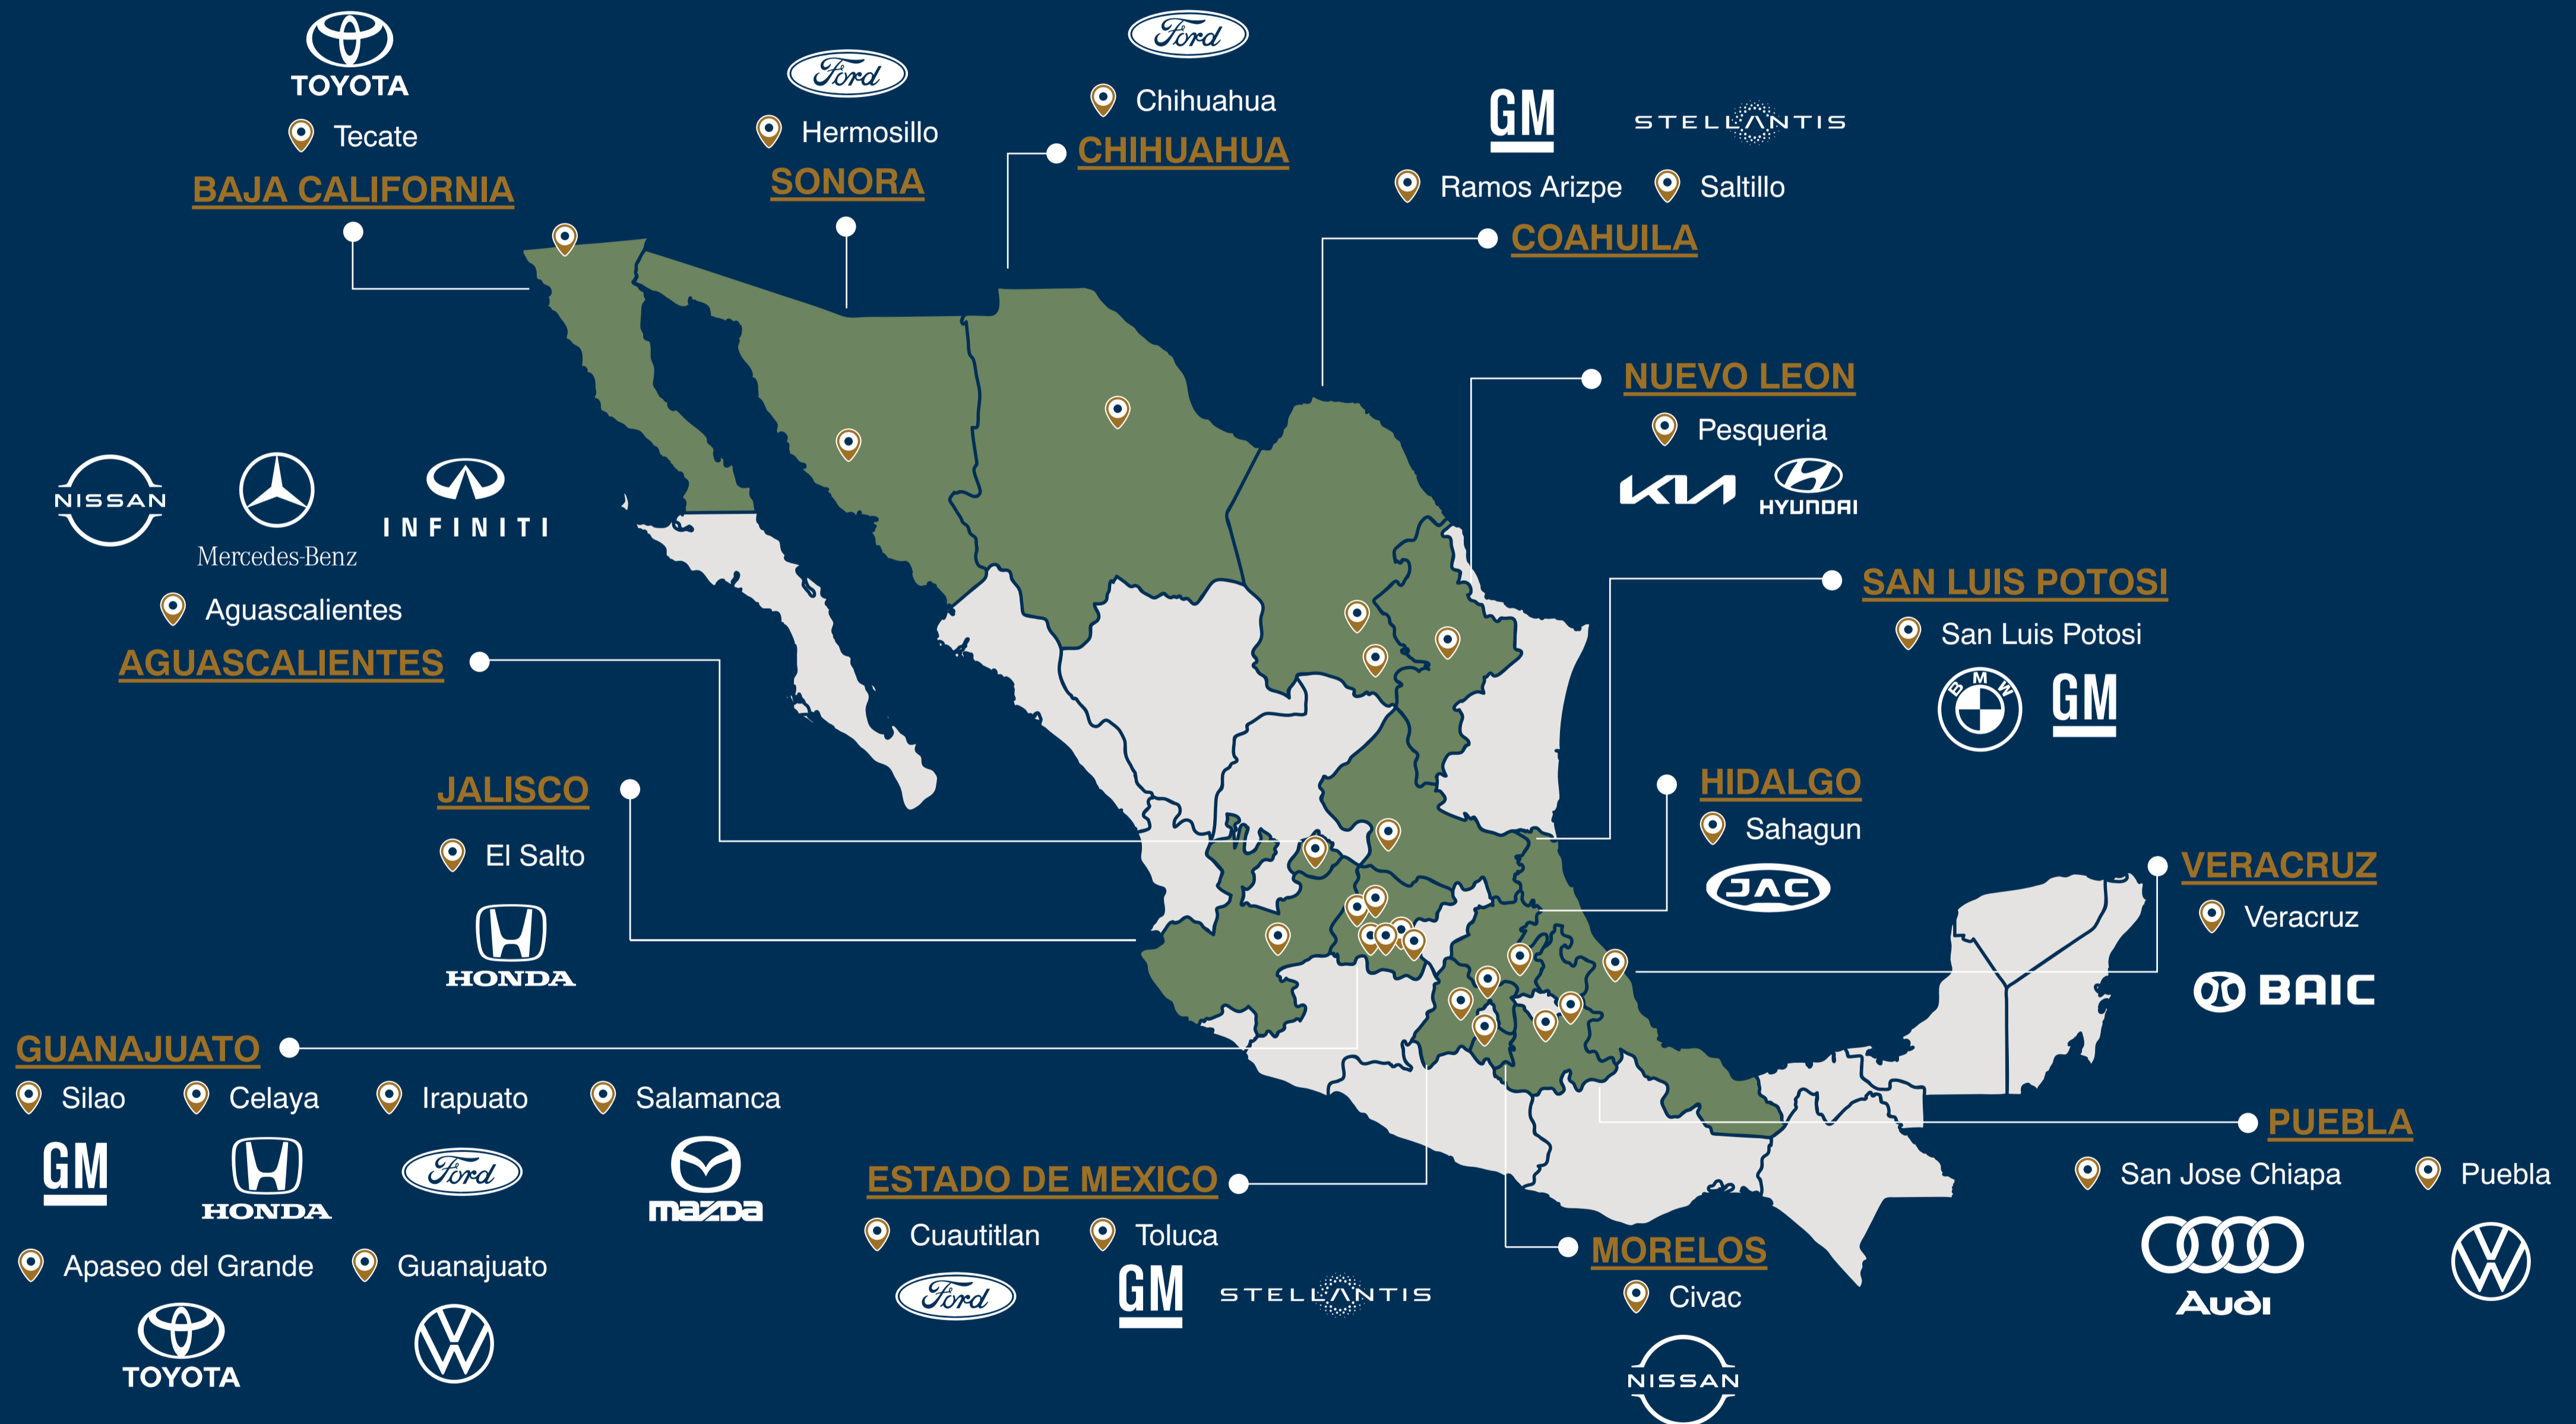 TOYOTA
Tecate
BAJA CALIFORNIA
Ford
Hermosillo
SONORA
Ford
Chihuahua
CHIHUAHUA
GM STELLANTIS
Ramos Arizpe Saltillo
COAHUILA
NUEVO LEON
Pesqueria
KIA HYUNDAI
NISSAN Mercedes-Benz INFINITI
Aguascalientes
AGUASCALIENTES
SAN LUIS POTOSI
San Luis Potosi
BMW GM
JALISCO
El Salto
HONDA
HIDALGO
Sahagun
JAC
VERACRUZ
Veracruz
BAIC
GUANAJUATO
Silao Celaya Irapuato Salamanca
GM HONDA Ford mazda
Apaseo del Grande Guanajuato
TOYOTA VW
ESTADO DE MEXICO
Cuautitlan Toluca
Ford GM STELLANTIS
MORELOS
Civac
NISSAN
PUEBLA
San Jose Chiapa Puebla
Audi VW